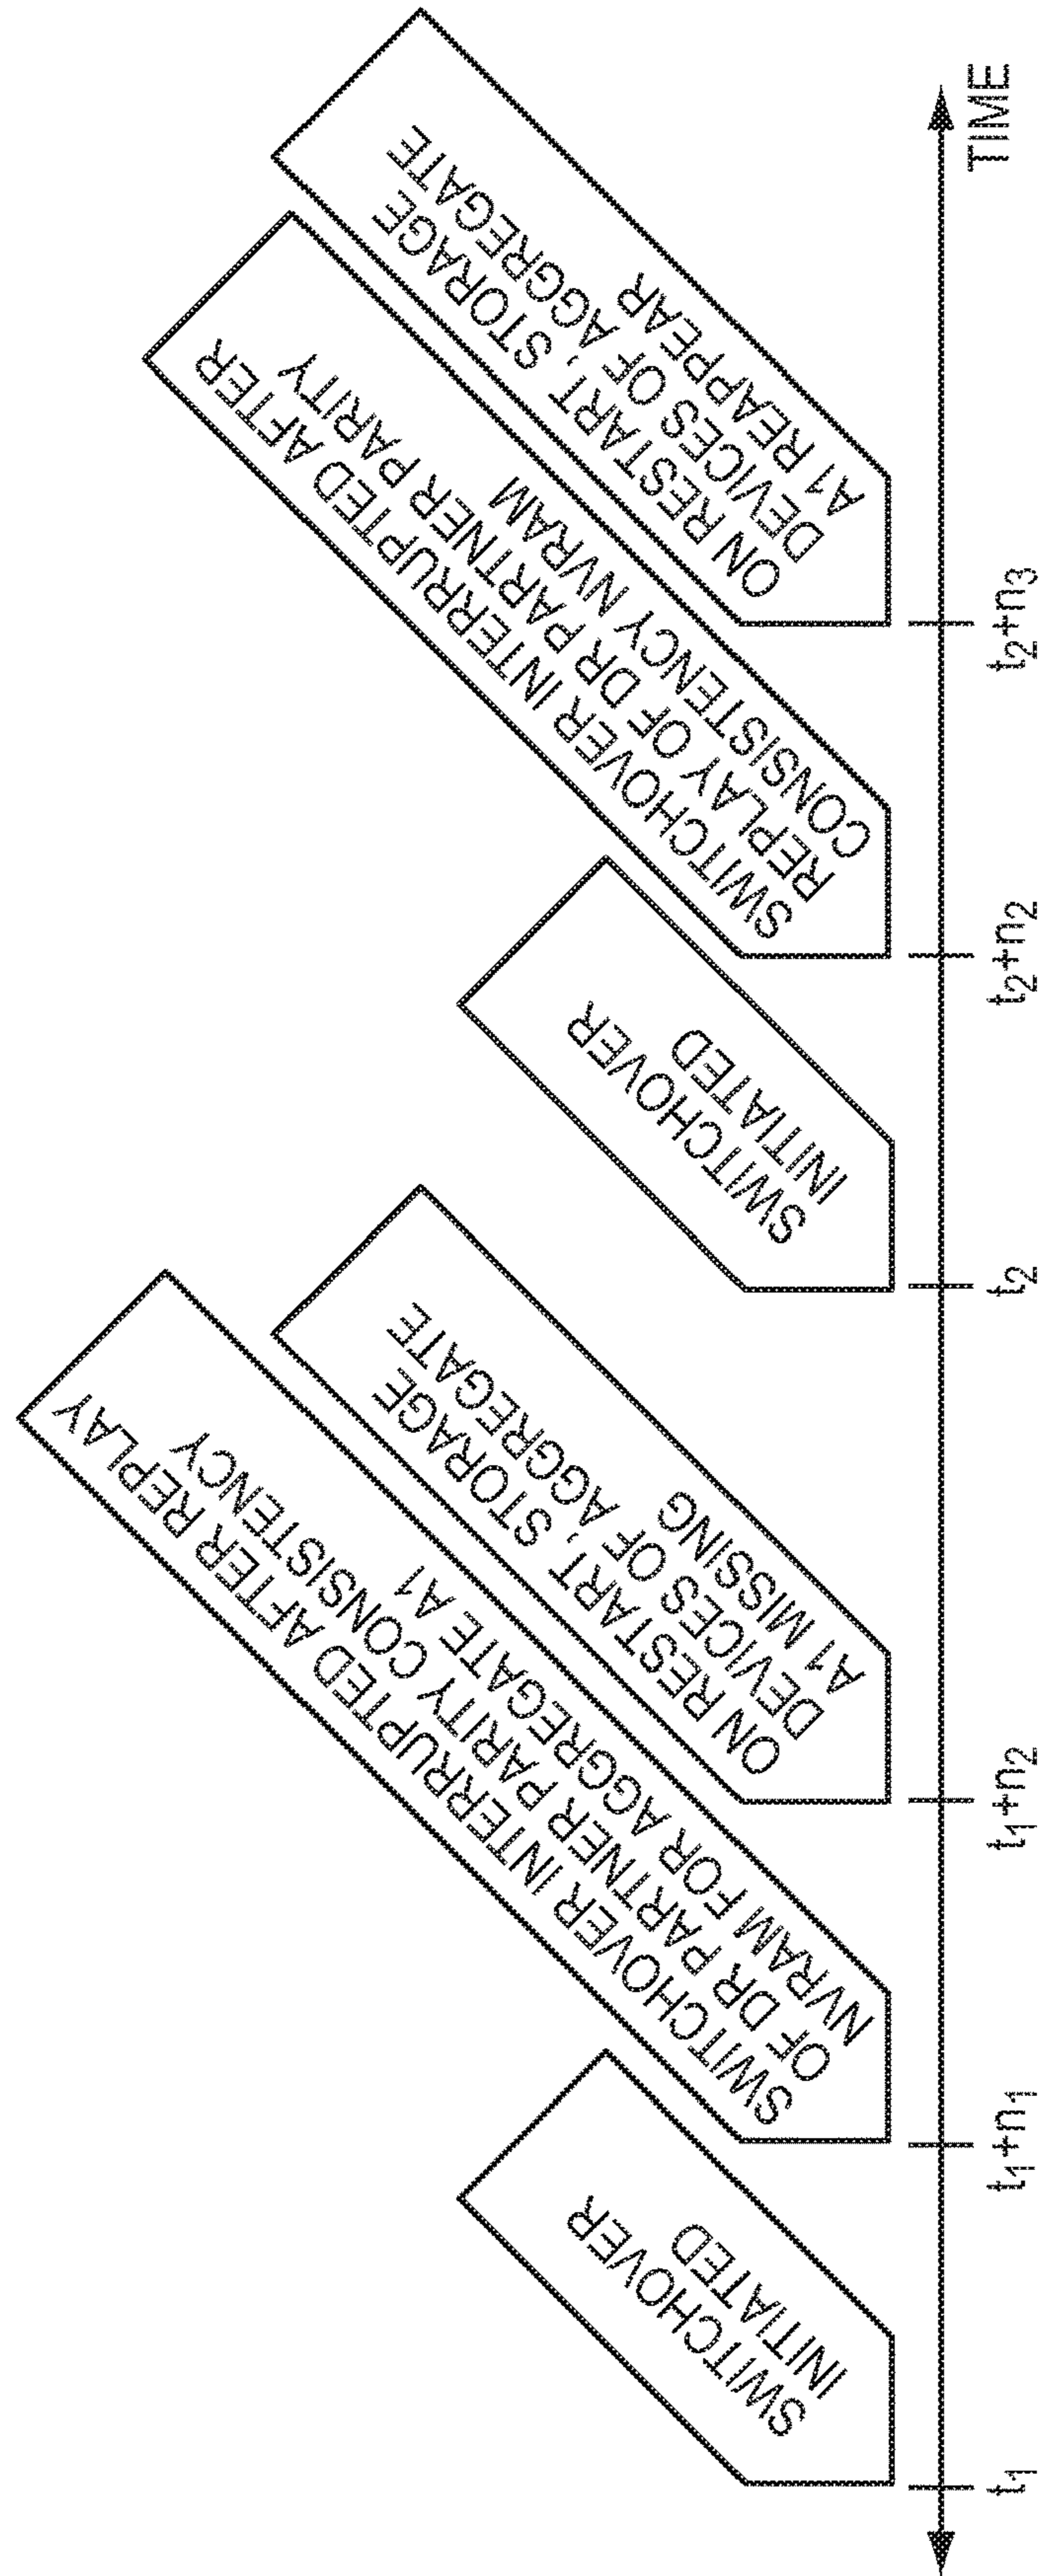 SWITCHOVER
INITIATED
SWITCHOVER INTERRUPTED AFTER REPLAY
OF DR PARTNER PARITY CONSISTENCY
NVRAM FOR AGGREGATE A1
ON RESTART, STORAGE
DEVICES OF AGGREGATE
A1 MISSING
SWITCHOVER
INITIATED
SWITCHOVER INTERRUPTED AFTER
REPLAY OF DR PARTNER PARITY
CONSISTENCY NVRAM
ON RESTART, STORAGE
DEVICES OF AGGREGATE
A1 REAPPEAR
t₁
t₁+n₁
t₁+n₂
t₂
t₂+n₂
t₂+n₃
TIME